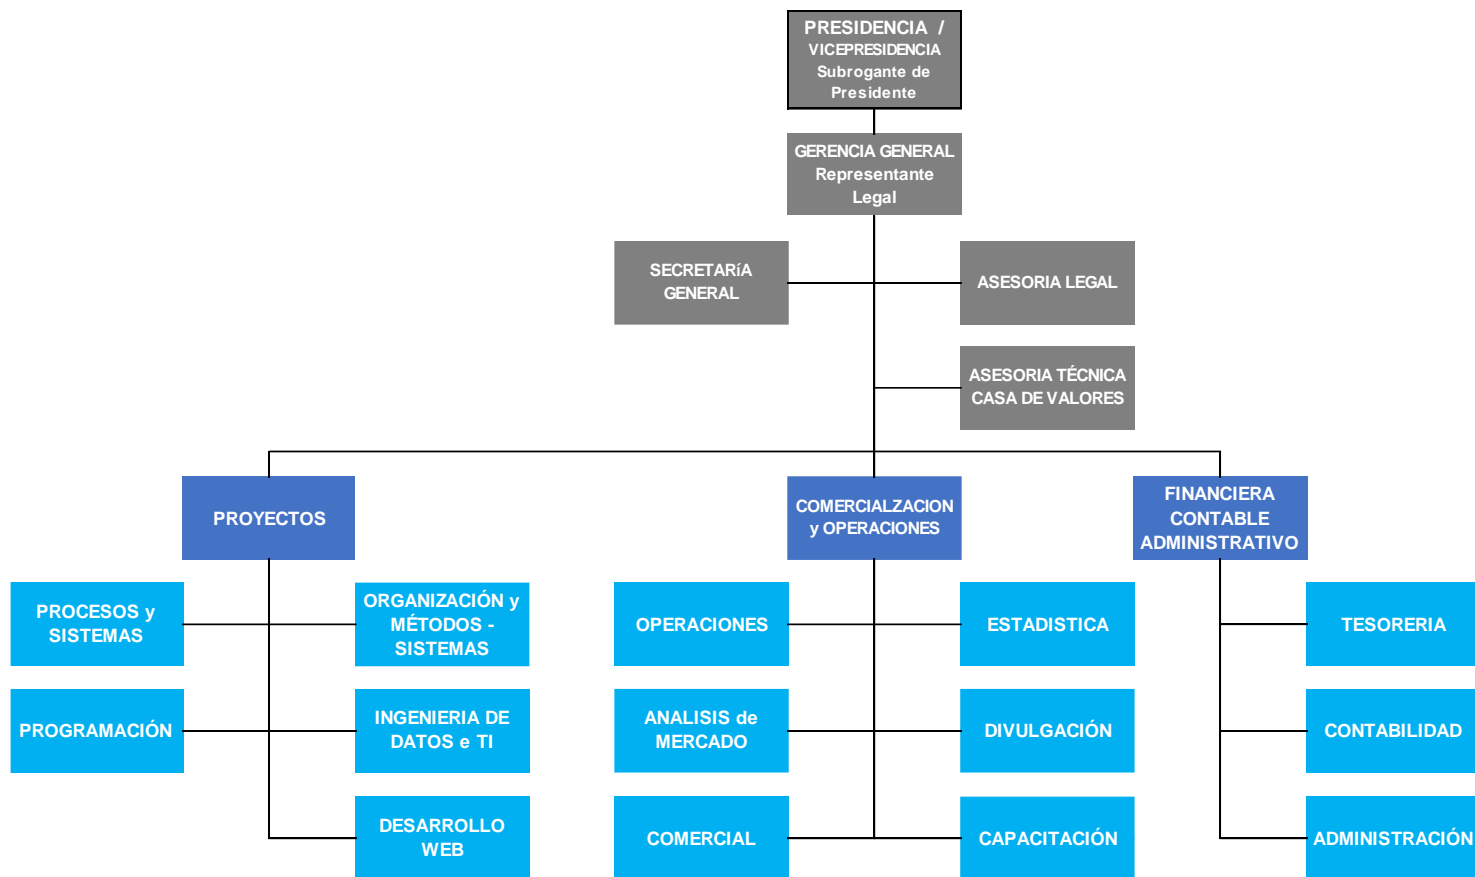 PRESIDENCIA /
VICEPRESIDENCIA
Subrogante de
Presidente
GERENCIA GENERAL
Representante
Legal
SECRETARíA
GENERAL
ASESORIA LEGAL
ASESORIA TÉCNICA
CASA DE VALORES
PROYECTOS
COMERCIALZACION
y OPERACIONES
FINANCIERA
CONTABLE
ADMINISTRATIVO
PROCESOS y
SISTEMAS
ORGANIZACIÓN y
MÉTODOS -
SISTEMAS
OPERACIONES
ESTADISTICA
TESORERIA
PROGRAMACIÓN
INGENIERIA DE
DATOS e TI
ANALISIS de
MERCADO
DIVULGACIÓN
CONTABILIDAD
DESARROLLO
WEB
COMERCIAL
CAPACITACIÓN
ADMINISTRACIÓN